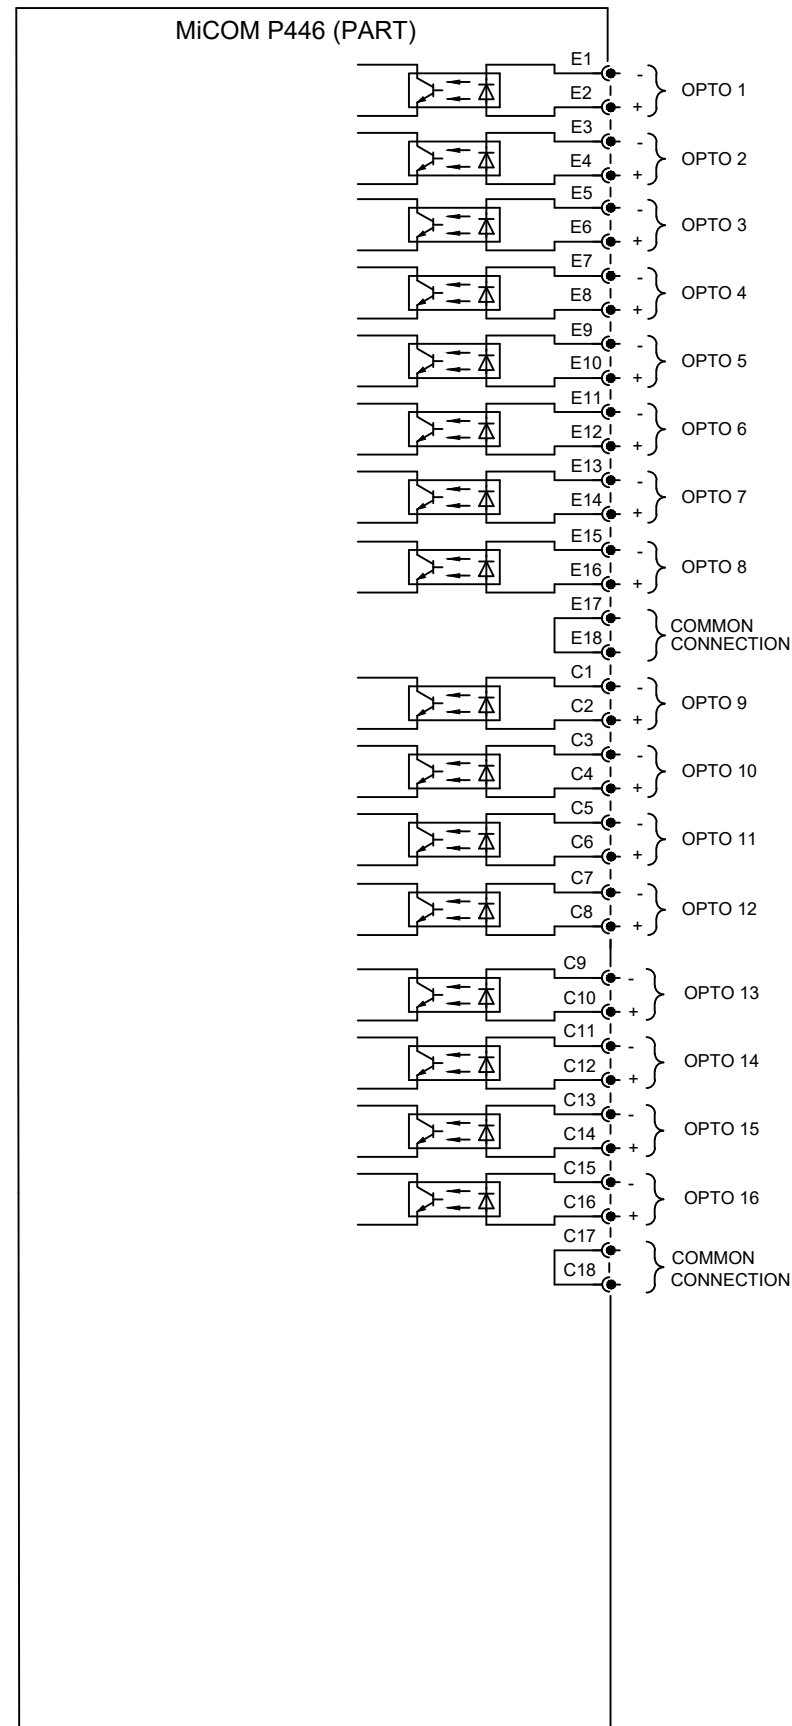 MiCOM P446 (PART)
E1 -
E2 + OPTO 1
E3 -
E4 + OPTO 2
E5 -
E6 + OPTO 3
E7 -
E8 + OPTO 4
E9 -
E10 + OPTO 5
E11 -
E12 + OPTO 6
E13 -
E14 + OPTO 7
E15 -
E16 + OPTO 8
E17
E18
COMMON
CONNECTION
C1 -
C2 + OPTO 9
C3 -
C4 + OPTO 10
C5 -
C6 + OPTO 11
C7 -
C8 + OPTO 12
C9 -
C10 + OPTO 13
C11 -
C12 + OPTO 14
C13 -
C14 + OPTO 15
C15 -
C16 + OPTO 16
C17
C18
COMMON
CONNECTION